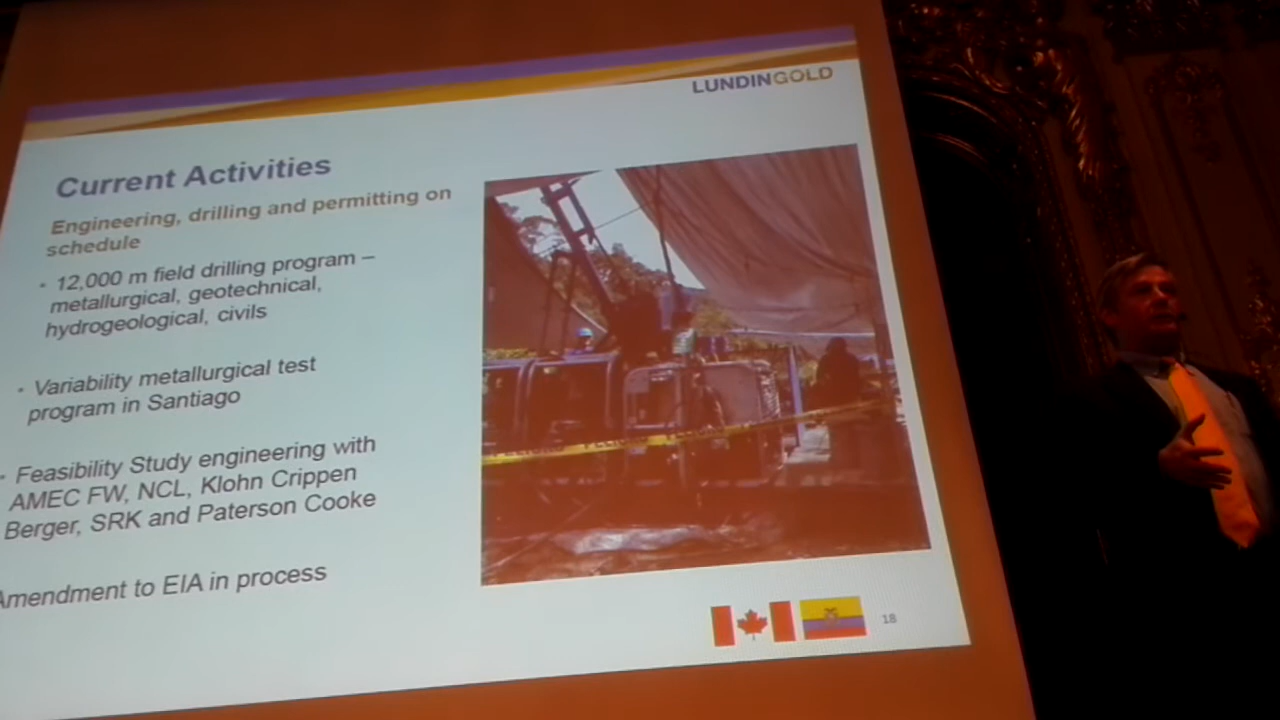 LUNDINGOLD
Current Activities
Engineering, drilling and permitting on
schedule
• 12,000 m field drilling program –
metallurgical, geotechnical,
hydrogeological, civils
• Variability metallurgical test
program in Santiago
• Feasibility Study engineering with
AMEC FW, NCL, Klohn Crippen
Berger, SRK and Paterson Cooke
Amendment to EIA in process
18